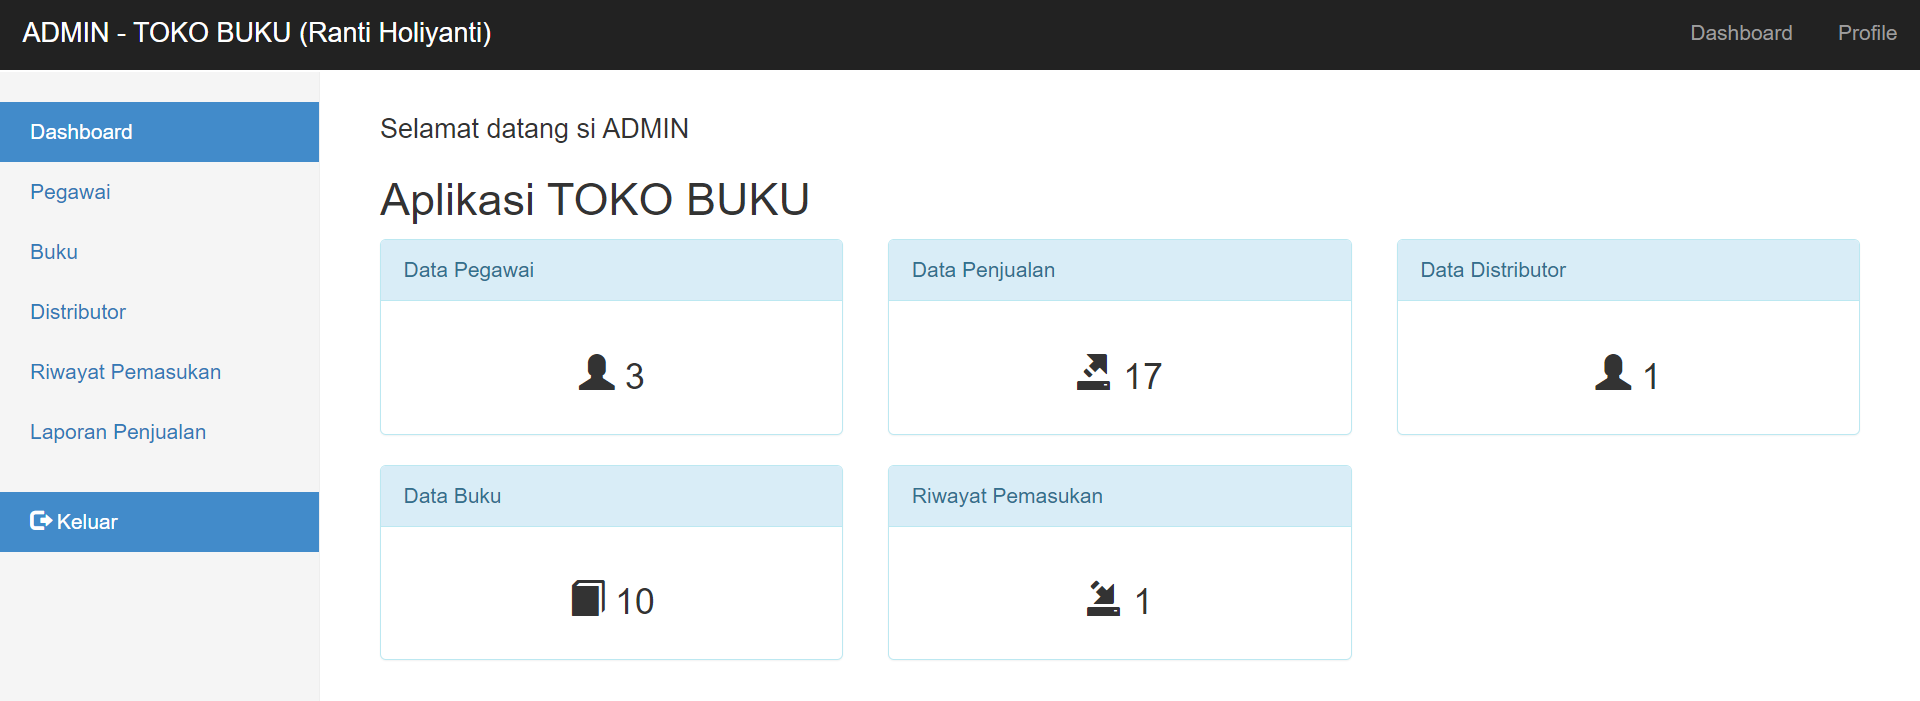 ADMIN - TOKO BUKU (Ranti Holiyanti)
Dashboard
Profile
Dashboard
Pegawai
Buku
Distributor
Riwayat Pemasukan
Laporan Penjualan
Keluar
Selamat datang si ADMIN
Aplikasi TOKO BUKU
Data Pegawai
3
Data Penjualan
17
Data Distributor
1
Data Buku
10
Riwayat Pemasukan
1